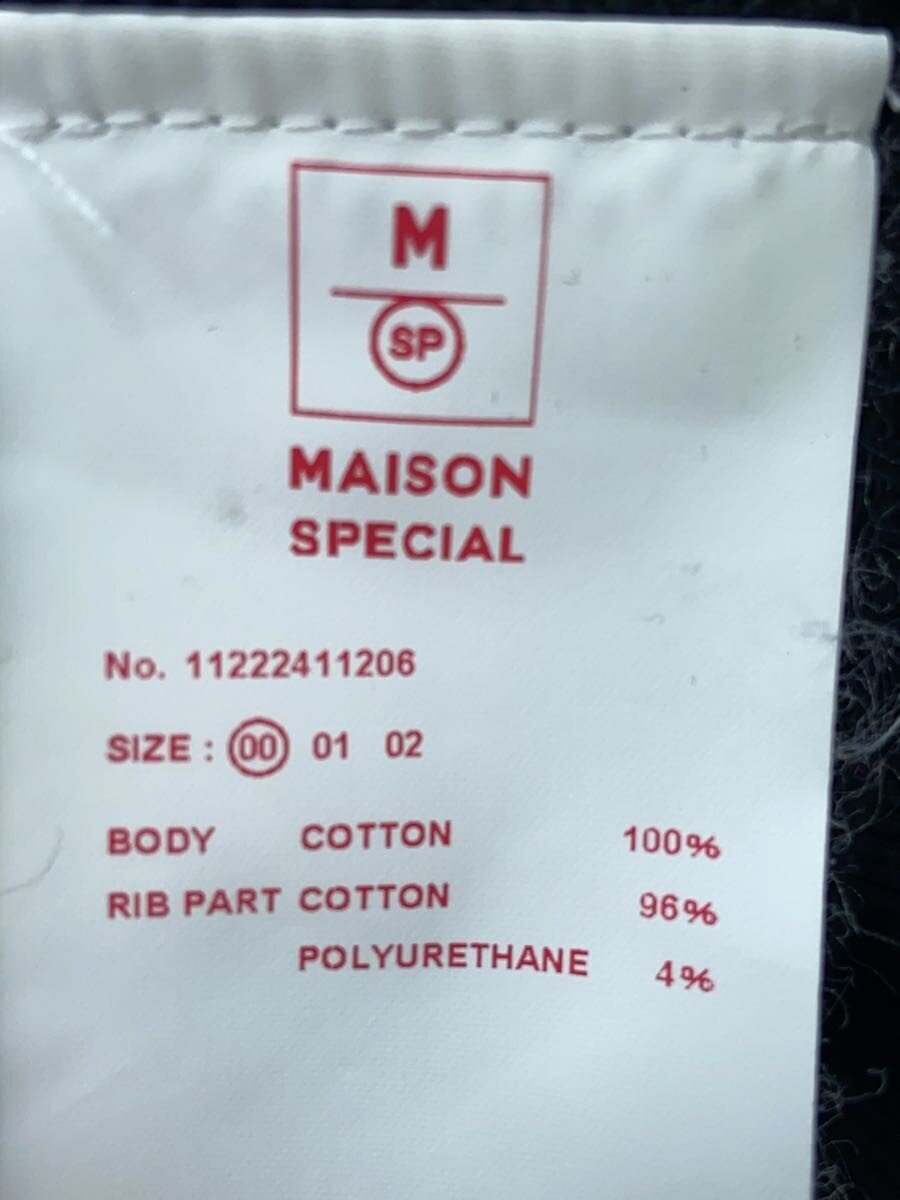 M
SP
MAISON
SPECIAL
No. 11222411206
SIZE : 00 01 02
BODY COTTON 100%
RIB PART COTTON 96%
POLYURETHANE 4%